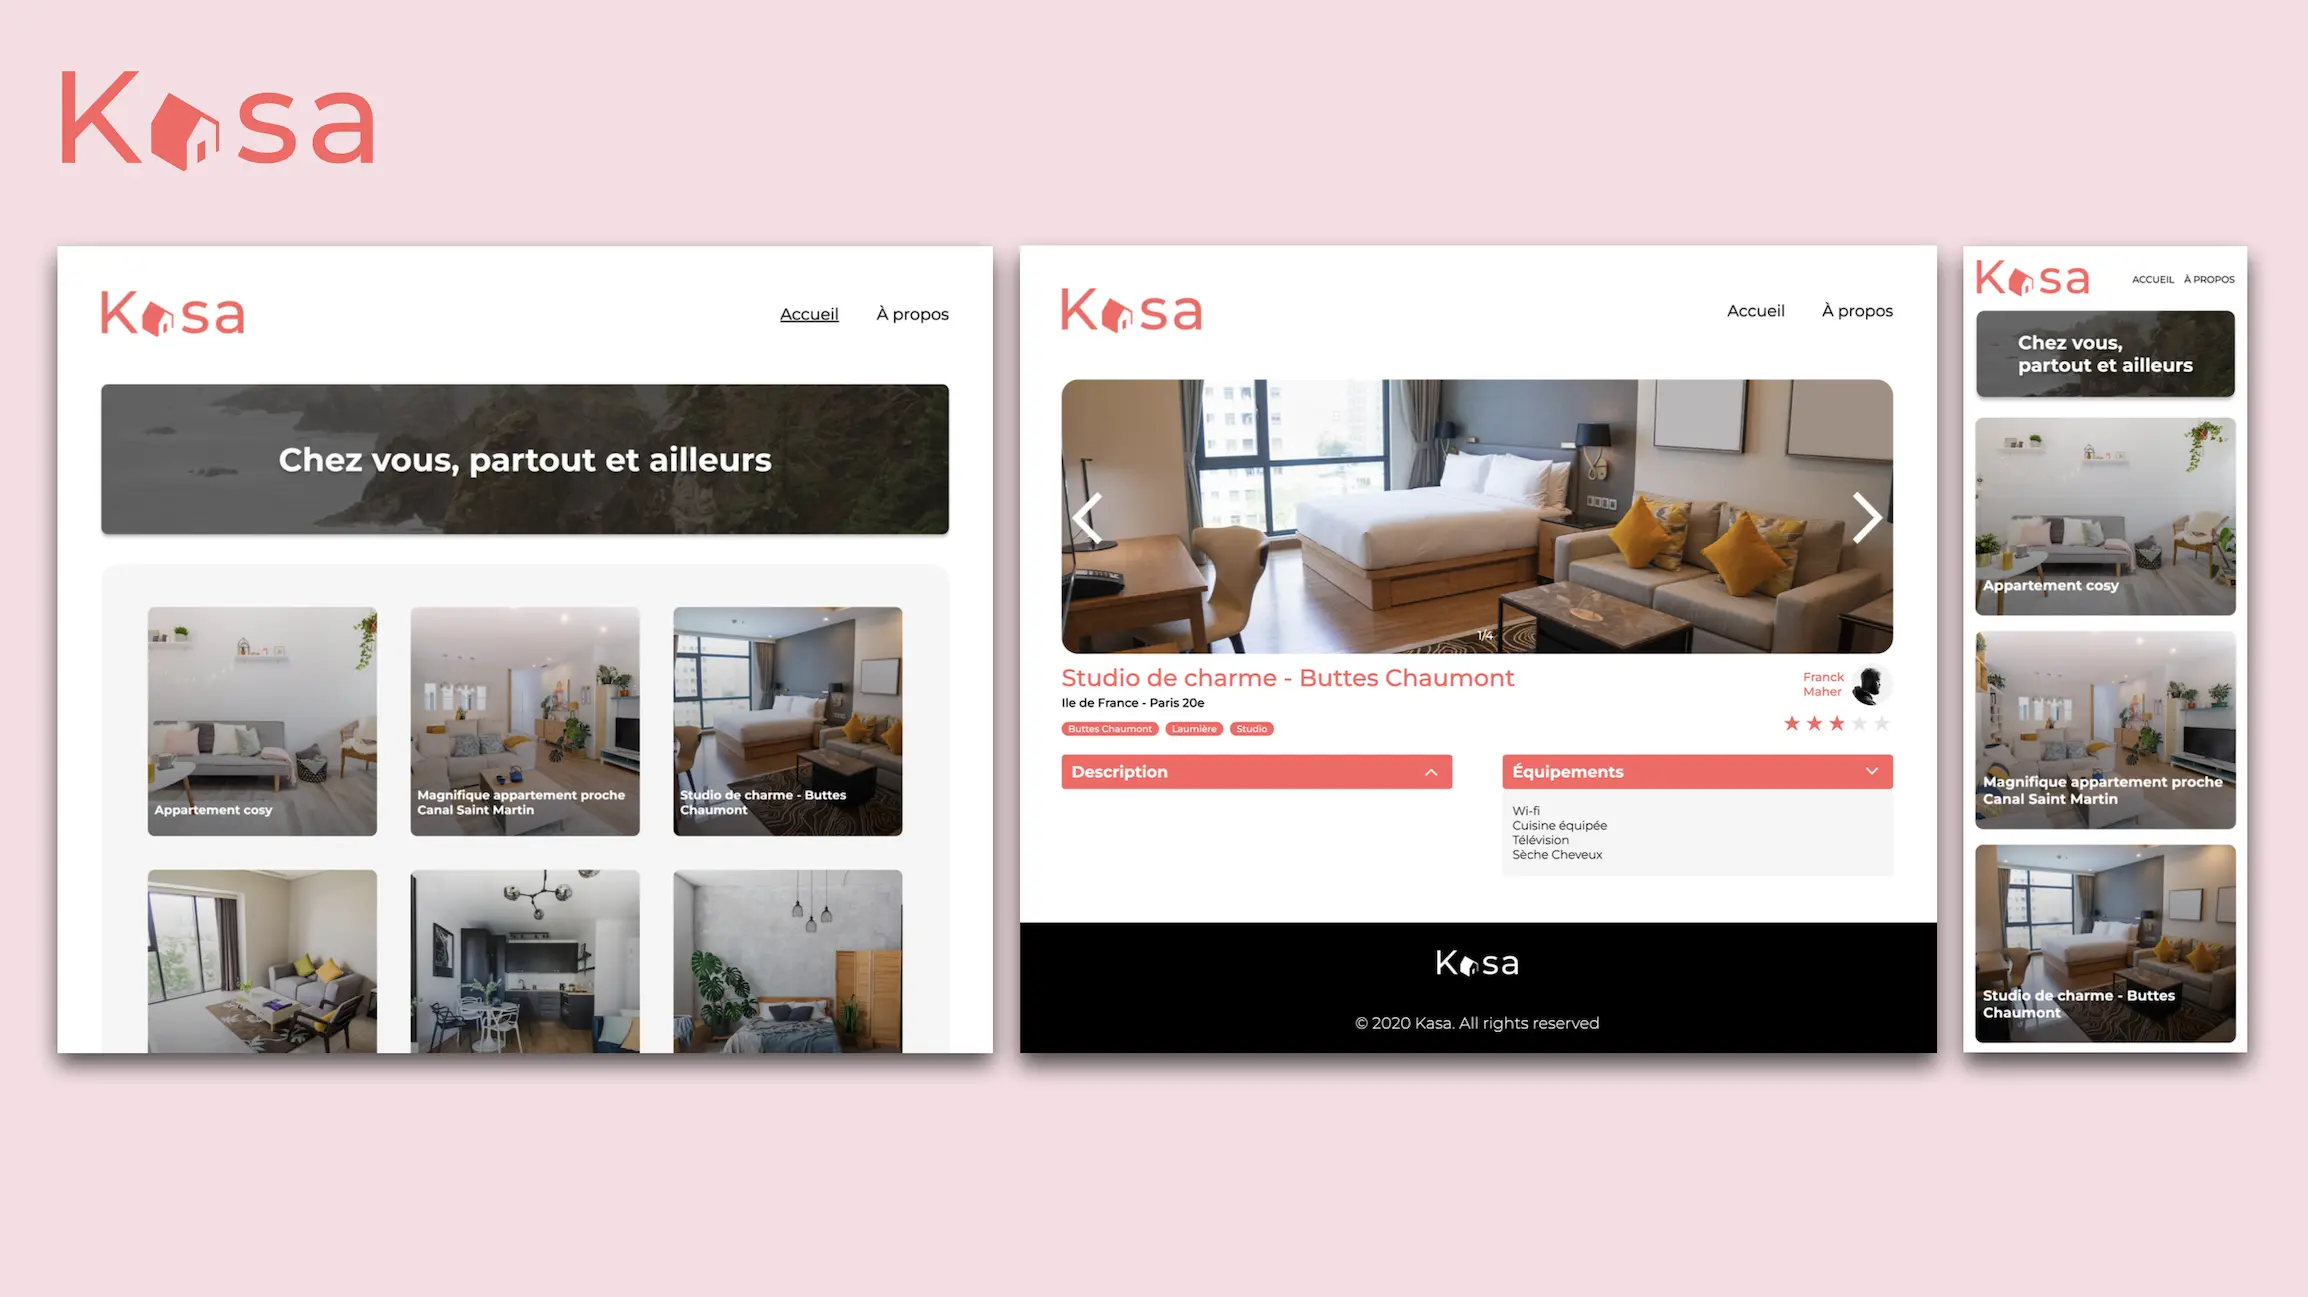 Kasa
Kasa
Accueil
À propos
Chez vous, partout et ailleurs
Appartement cosy
Magnifique appartement proche
Canal Saint Martin
Studio de charme - Buttes
Chaumont
Kasa
Accueil
À propos
1/4
Studio de charme - Buttes Chaumont
Ile de France - Paris 20e
Buttes Chaumont
Laumière
Studio
Franck
Maher
Description
Équipements
Wi-fi
Cuisine équipée
Télévision
Sèche Cheveux
Kasa
© 2020 Kasa. All rights reserved
Kasa
ACCUEIL
À PROPOS
Chez vous,
partout et ailleurs
Appartement cosy
Magnifique appartement proche
Canal Saint Martin
Studio de charme - Buttes
Chaumont